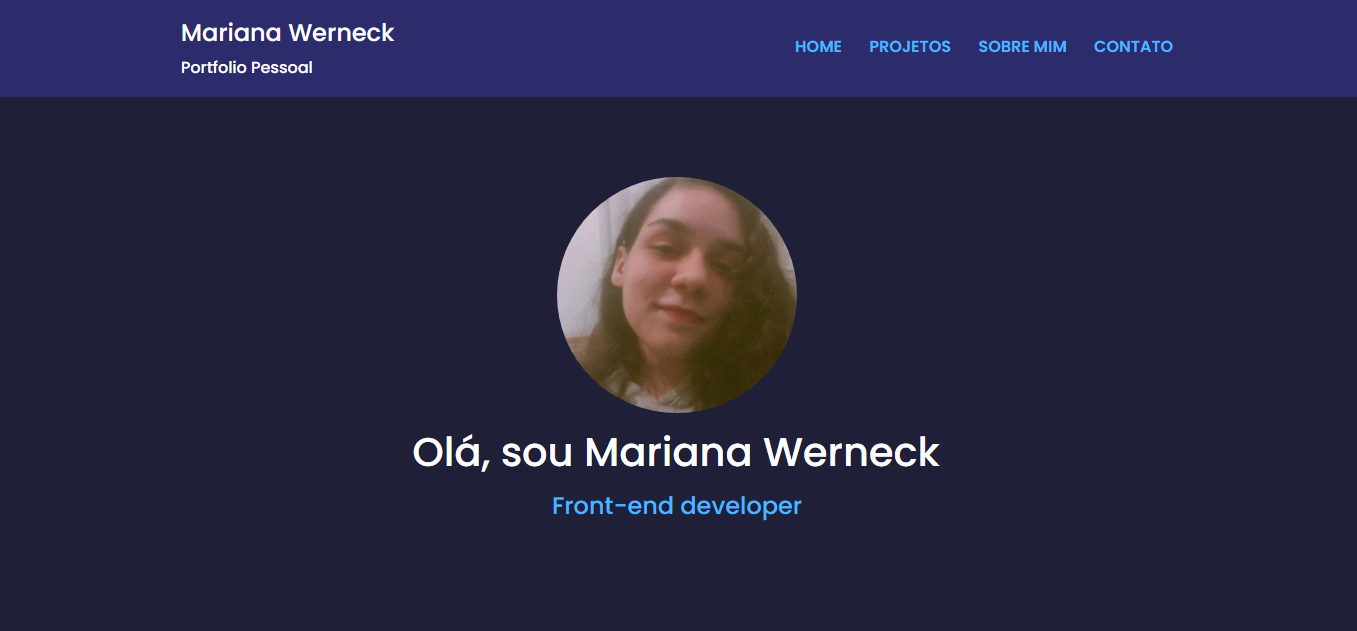 Mariana Werneck
Portfolio Pessoal
HOME PROJETOS SOBRE MIM CONTATO
Olá, sou Mariana Werneck
Front-end developer